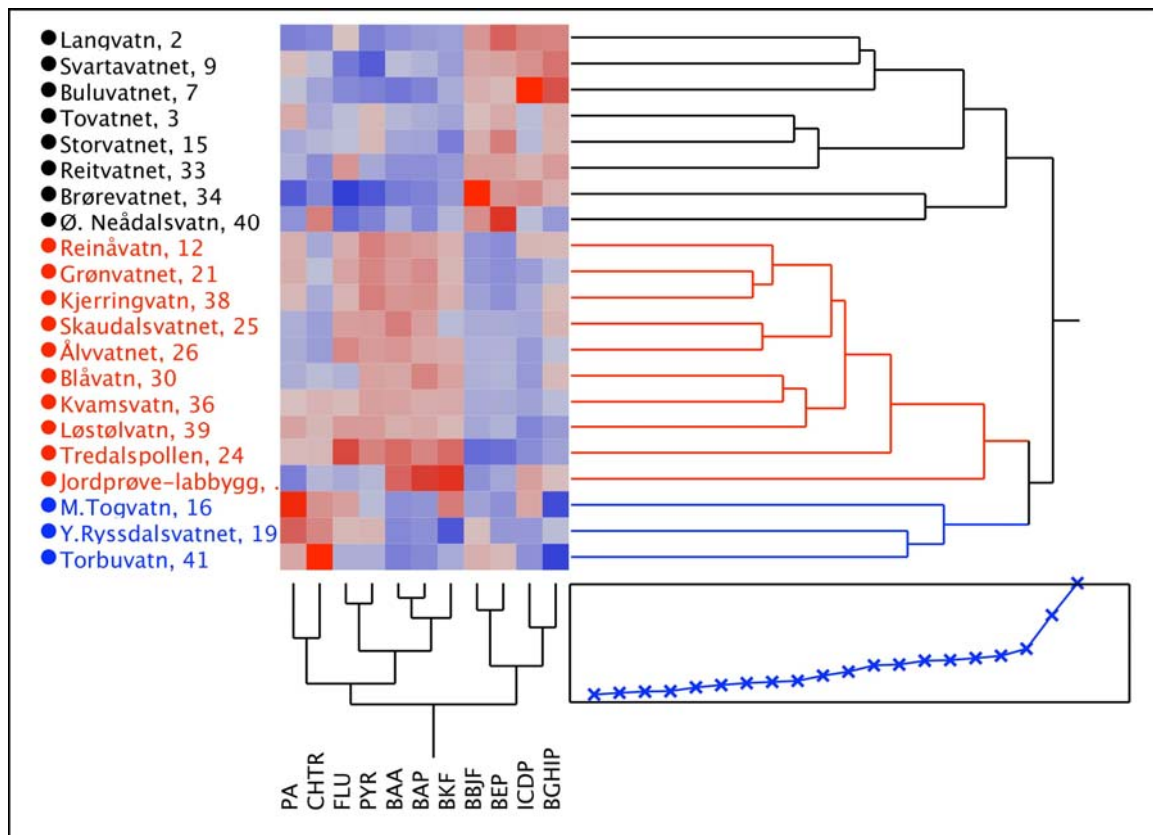 Langvatn, 2
Svartavatnet, 9
Buluvatnet, 7
Tovatnet, 3
Storvatnet, 15
Reitvatnet, 33
Brørevatnet, 34
Ø. Neådalsvatn, 40
Reinåvatn, 12
Grønvatnet, 21
Kjerringvatn, 38
Skaudalsvatnet, 25
Ålvvatnet, 26
Blåvatn, 30
Kvamsvatn, 36
Løstølvatn, 39
Tredalspollen, 24
Jordprøve-labbygg, .
M.Togvatn, 16
Y.Ryssdalsvatnet, 19
Torbuvatn, 41
PA
CHTR
FLU
PYR
BAA
BAP
BKF
BBJF
BEP
ICDP
BGHIP